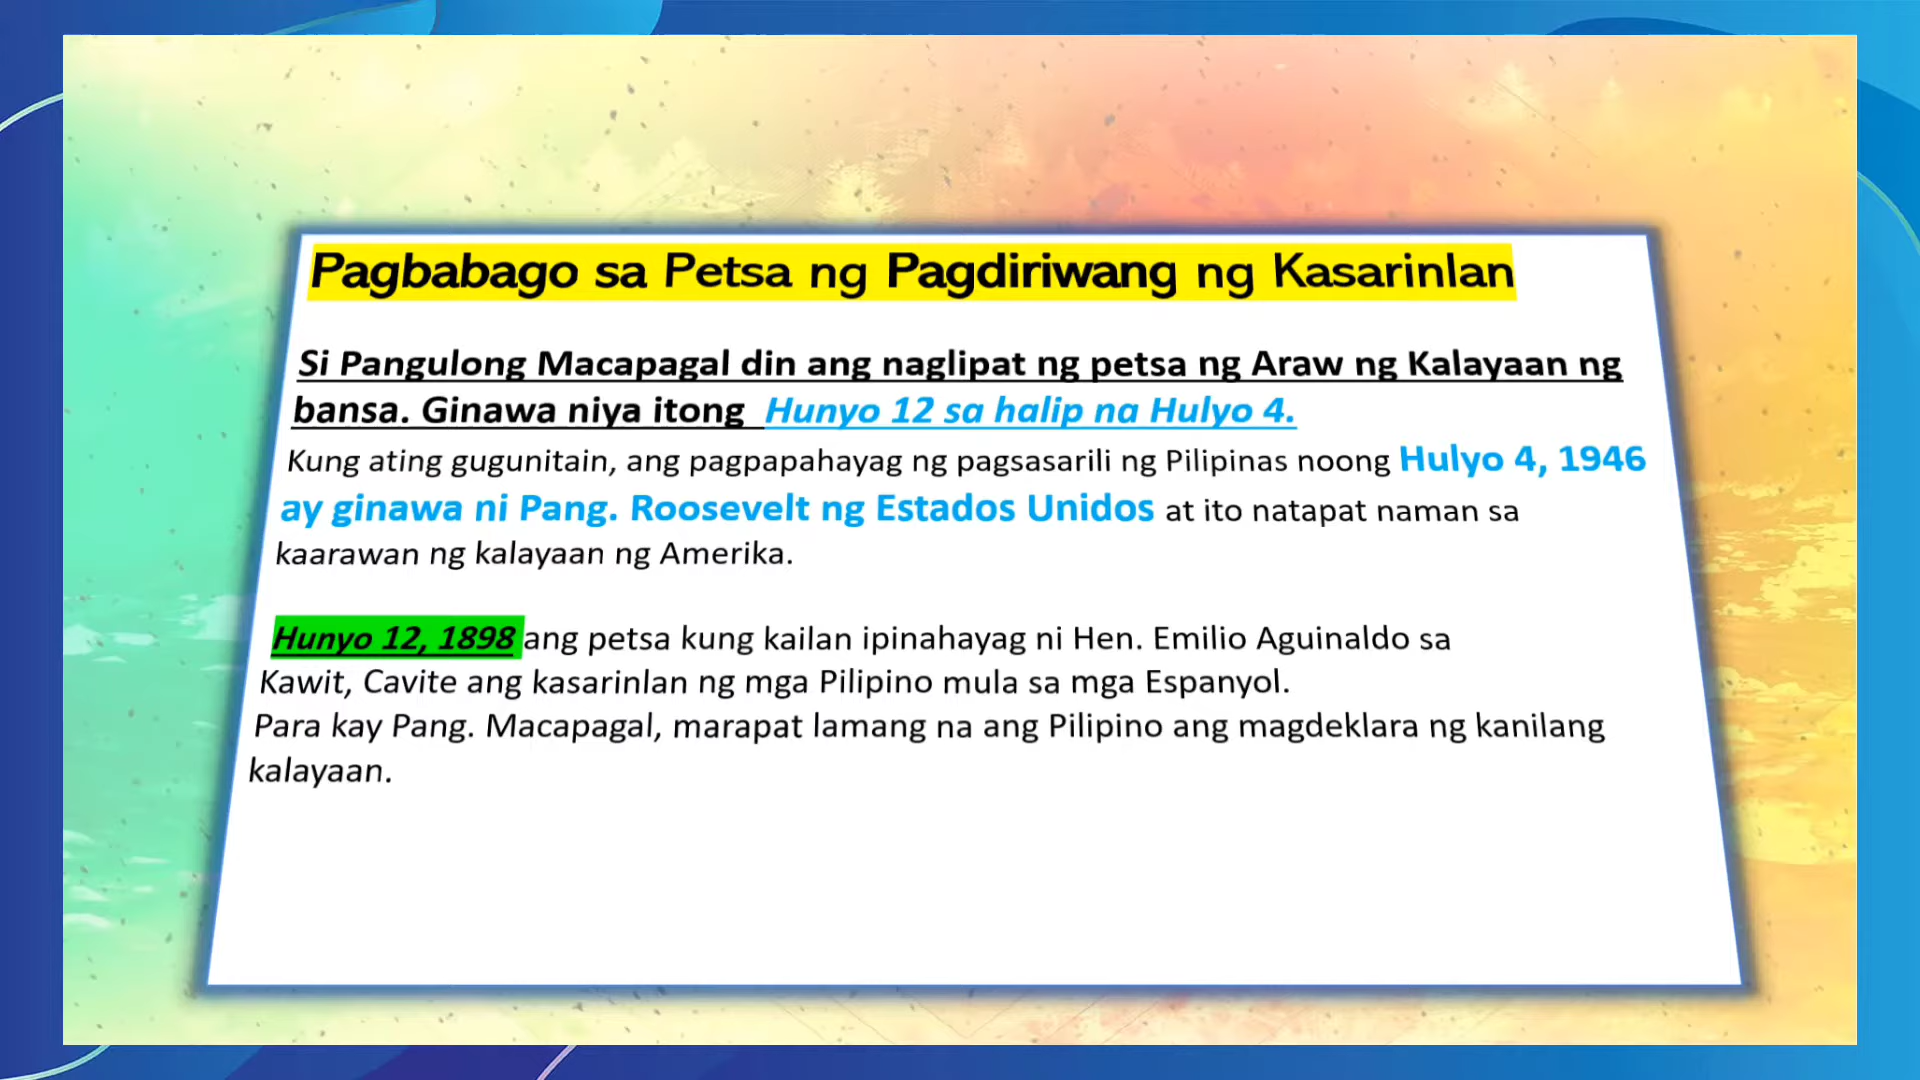 Pagbabago sa Petsa ng Pagdiriwang ng Kasarinlan
Si Pangulong Macapagal din ang naglipat ng petsa ng Araw ng Kalayaan ng
bansa. Ginawa niya itong Hunyo 12 sa halip na Hulyo 4.
Kung ating gugunitain, ang pagpapahayag ng pagsasarili ng Pilipinas noong Hulyo 4, 1946
ay ginawa ni Pang. Roosevelt ng Estados Unidos at ito natapat naman sa
kaarawan ng kalayaan ng Amerika.
Hunyo 12, 1898 ang petsa kung kailan ipinahayag ni Hen. Emilio Aguinaldo sa
Kawit, Cavite ang kasarinlan ng mga Pilipino mula sa mga Espanyol.
Para kay Pang. Macapagal, marapat lamang na ang Pilipino ang magdeklara ng kanilang
kalayaan.